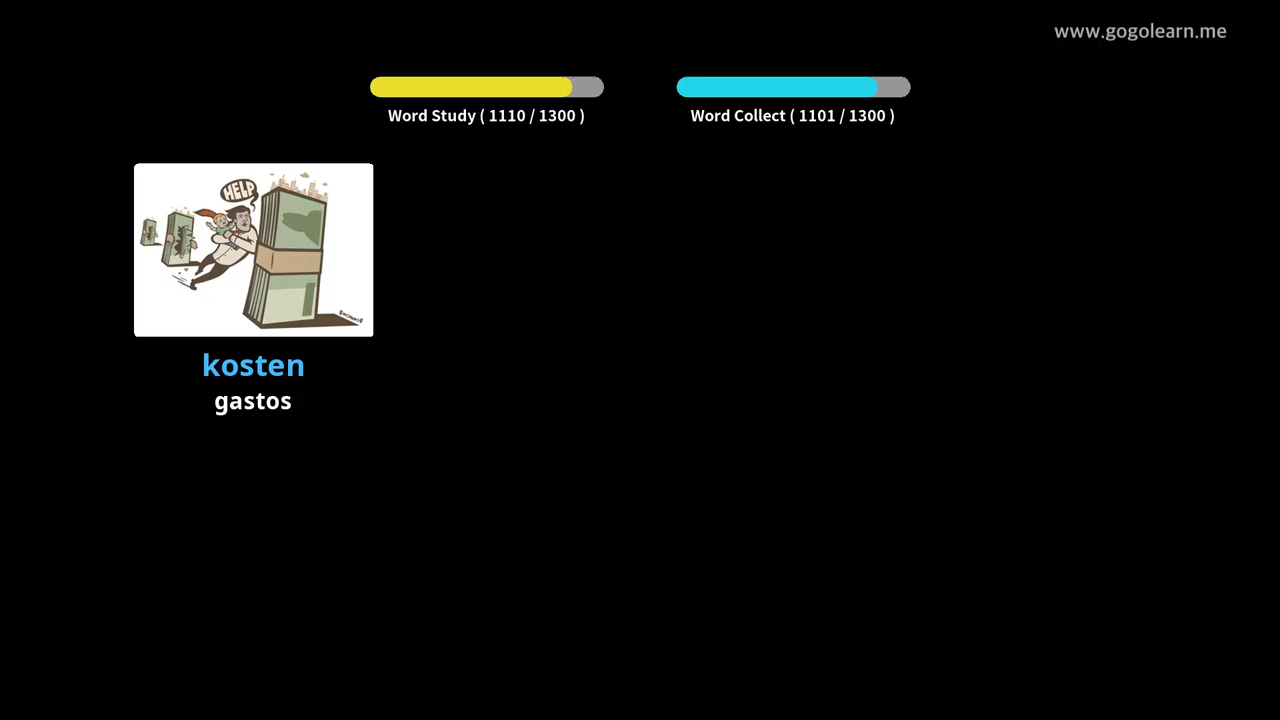 www.gogolearn.me
Word Study ( 1110 / 1300 )
Word Collect ( 1101 / 1300 )
HELP
kosten
gastos